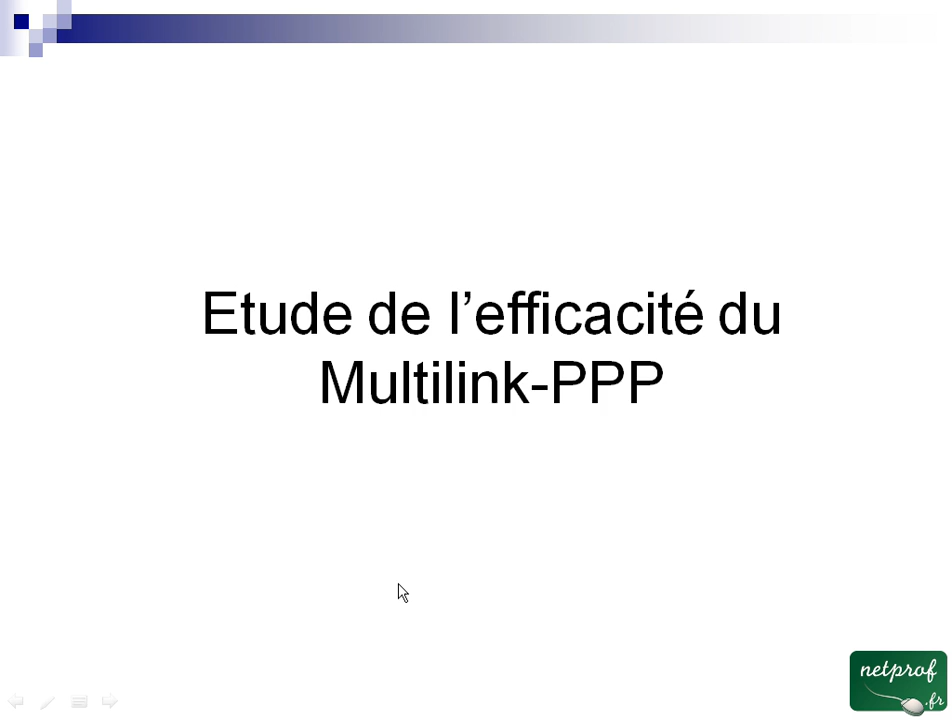 Etude de l’efficacité du
Multilink-PPP
netprof
.fr